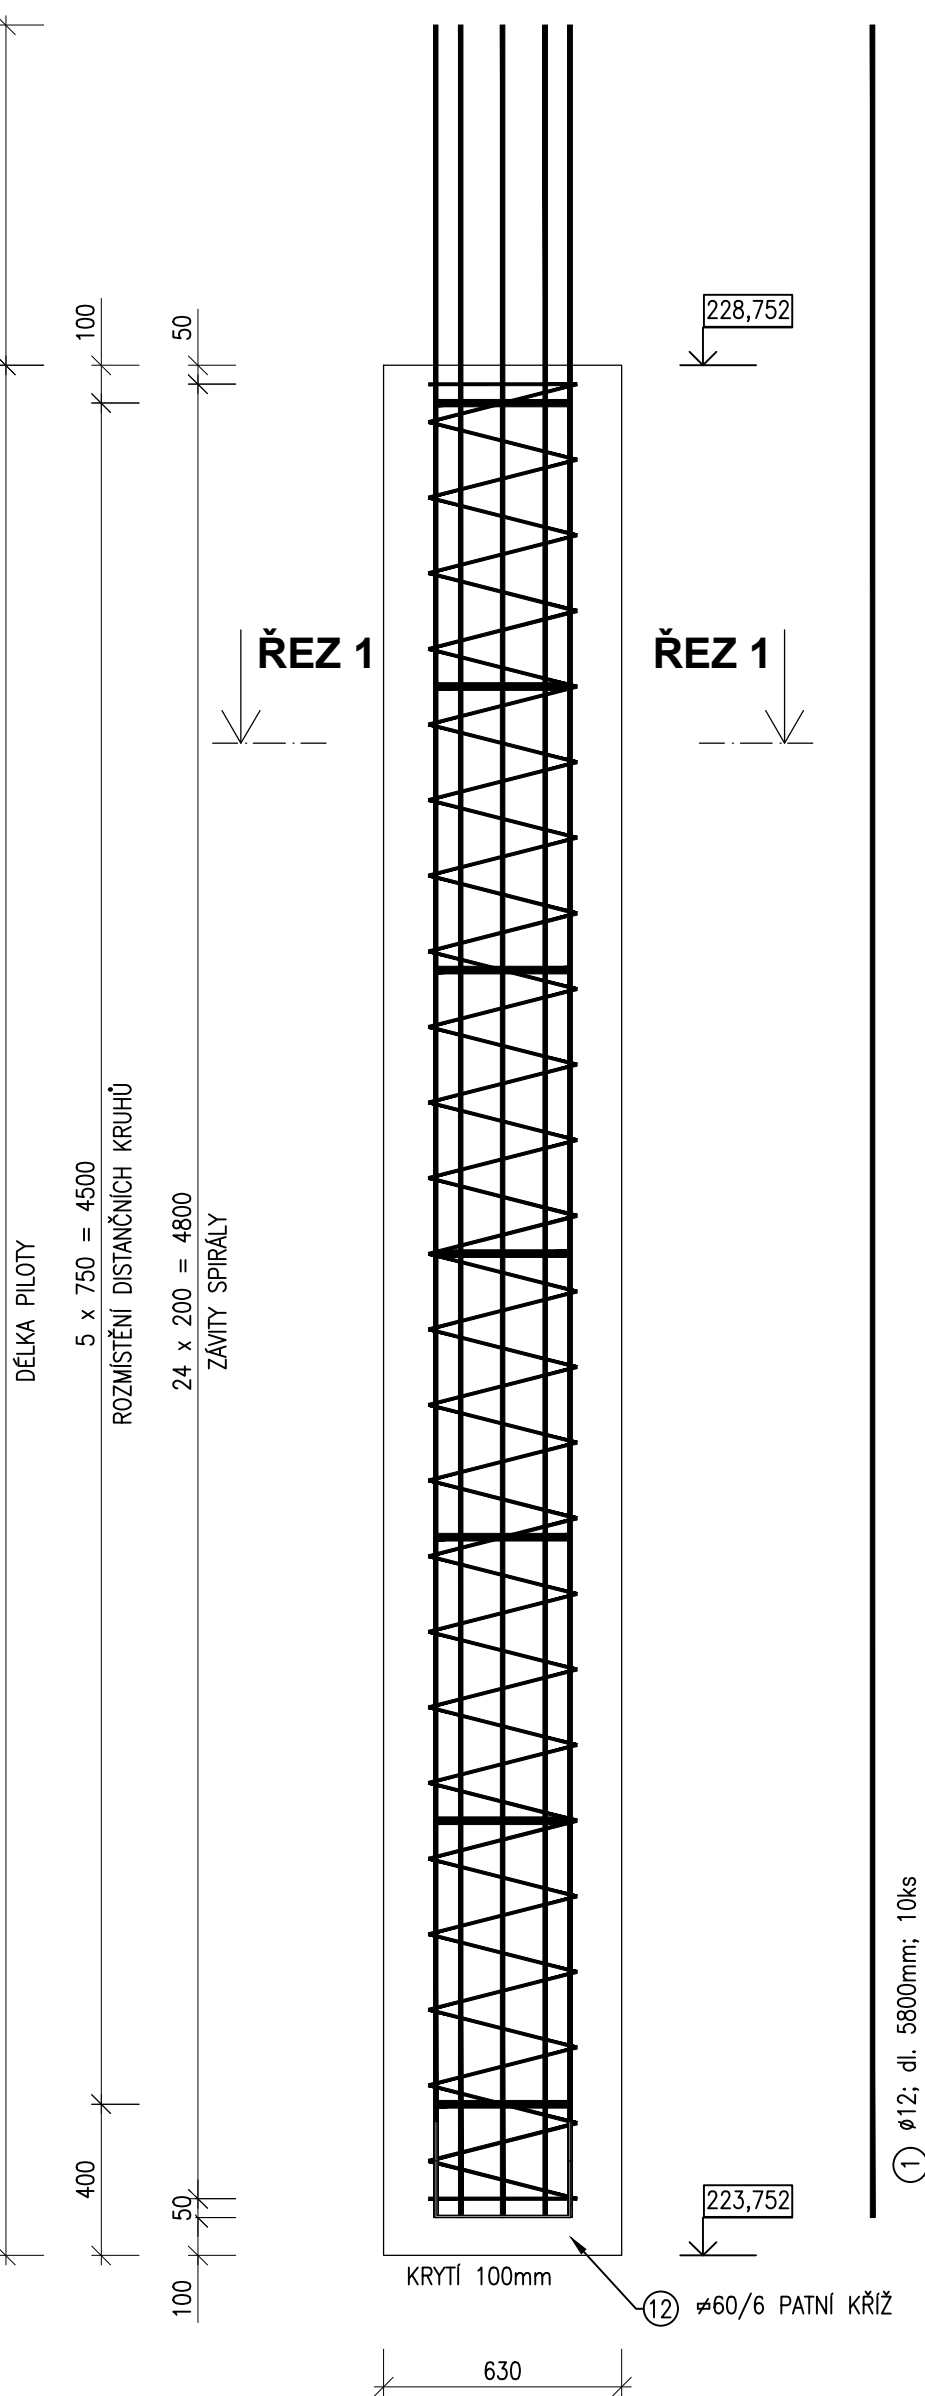 100
50
228,752
ŘEZ 1
ŘEZ 1
DÉLKA PILOTY
5 x 750 = 4500
ROZMÍSTĚNÍ DISTANČNÍCH KRUHŮ
24 x 200 = 4800
ZÁVITY SPIRÁLY
1 ø12; dl. 5800mm; 10ks
400
50
100
223,752
KRYTÍ 100mm
12 ≠60/6 PATNÍ KŘÍŽ
630